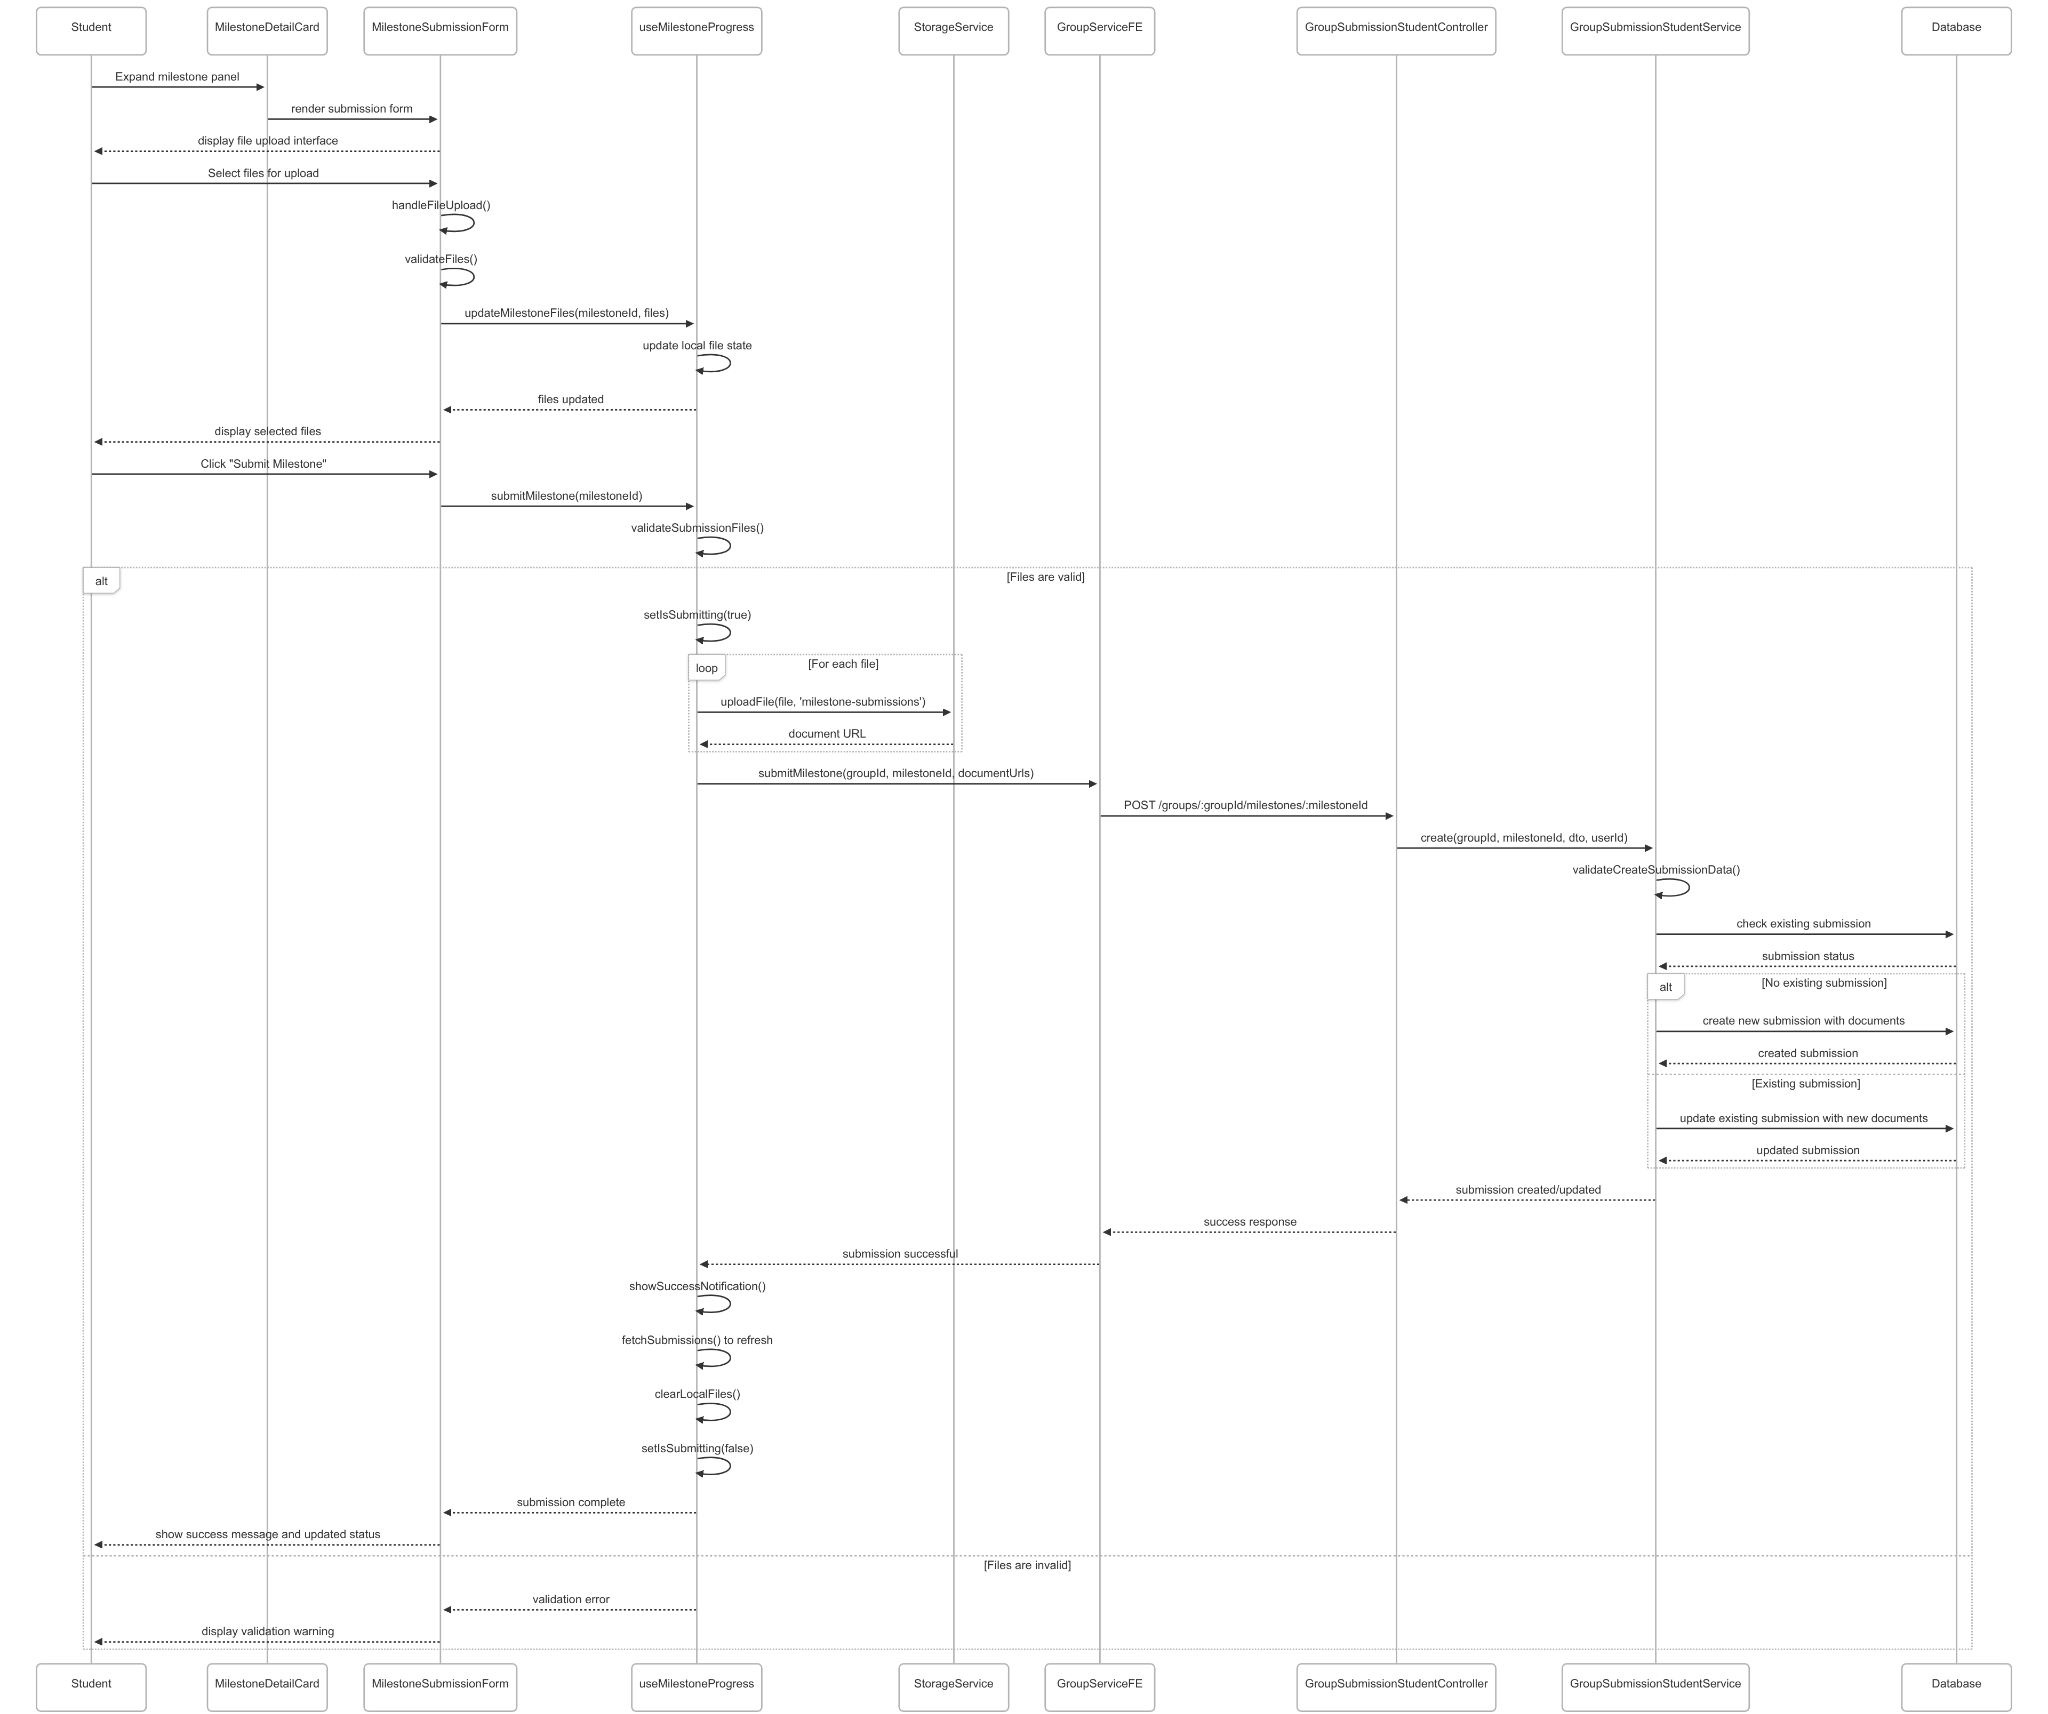 Student
MilestoneDetailCard
MilestoneSubmissionForm
useMilestoneProgress
StorageService
GroupServiceFE
GroupSubmissionStudentController
GroupSubmissionStudentService
Database
Expand milestone panel
render submission form
display file upload interface
Select files for upload
handleFileUpload()
validateFiles()
updateMilestoneFiles(milestoneId, files)
update local file state
files updated
display selected files
Click "Submit Milestone"
submitMilestone(milestoneId)
validateSubmissionFiles()
alt
[Files are valid]
setIsSubmitting(true)
loop
[For each file]
uploadFile(file, 'milestone-submissions')
document URL
submitMilestone(groupId, milestoneId, documentUrls)
POST /groups/:groupId/milestones/:milestoneId
create(groupId, milestoneId, dto, userId)
validateCreateSubmissionData()
check existing submission
submission status
alt
[No existing submission]
create new submission with documents
created submission
[Existing submission]
update existing submission with new documents
updated submission
submission created/updated
success response
submission successful
showSuccessNotification()
fetchSubmissions() to refresh
clearLocalFiles()
setIsSubmitting(false)
submission complete
show success message and updated status
[Files are invalid]
validation error
display validation warning
Student
MilestoneDetailCard
MilestoneSubmissionForm
useMilestoneProgress
StorageService
GroupServiceFE
GroupSubmissionStudentController
GroupSubmissionStudentService
Database